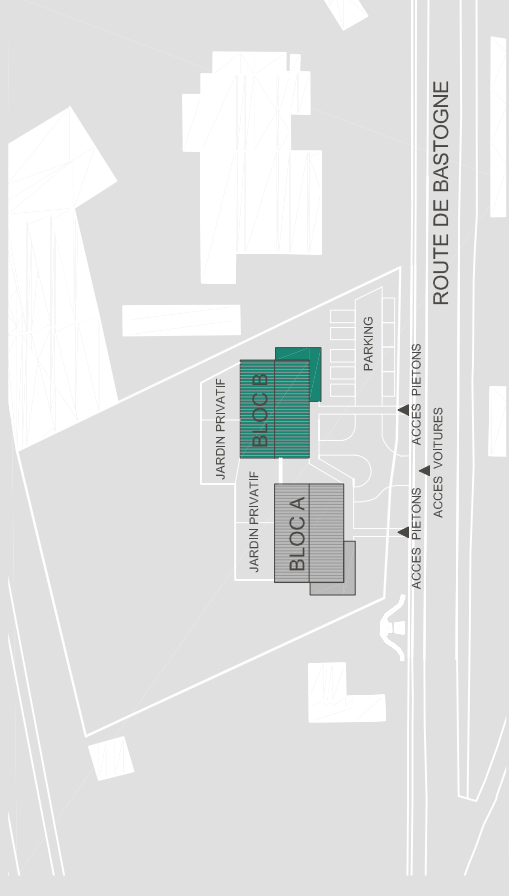 ROUTE DE BASTOGNE
PARKING
ACCES PIETONS
JARDIN PRIVATIF
BLOC B
ACCES VOITURES
JARDIN PRIVATIF
BLOC A
ACCES PIETONS